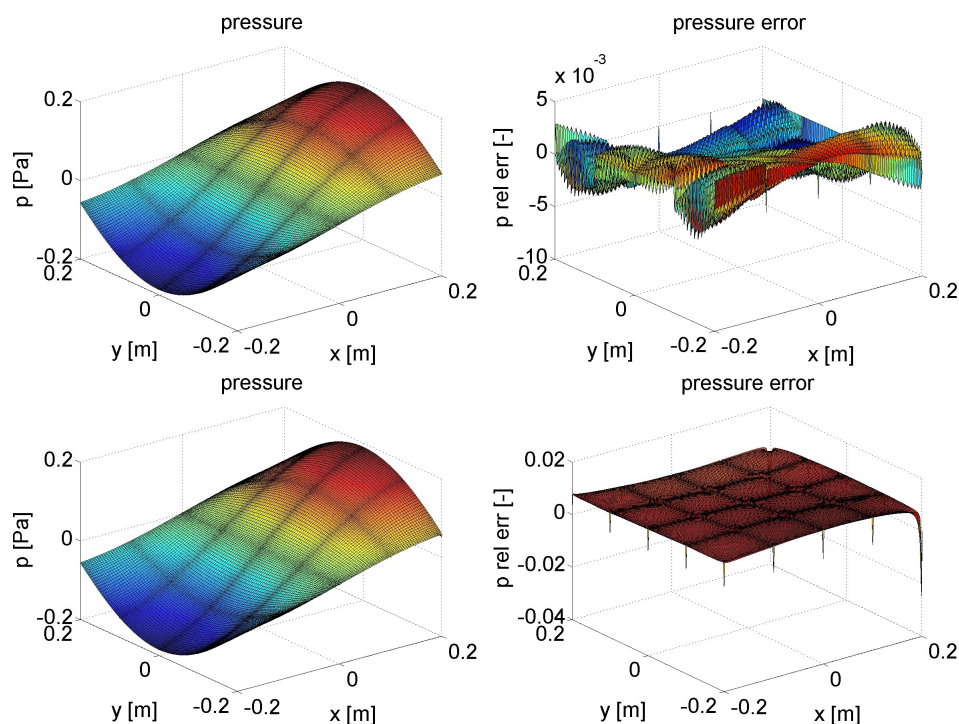 pressure
0.2
0
-0.2
p [Pa]
0.2
0
-0.2
y [m]
-0.2
0
0.2
x [m]
pressure error
x 10-3
5
0
-5
-10
p rel err [-]
0.2
0
-0.2
y [m]
-0.2
0
0.2
x [m]
pressure
0.2
0
-0.2
p [Pa]
0.2
0
-0.2
y [m]
-0.2
0
0.2
x [m]
pressure error
0.02
0
-0.02
-0.04
p rel err [-]
0.2
0
-0.2
y [m]
-0.2
0
0.2
x [m]